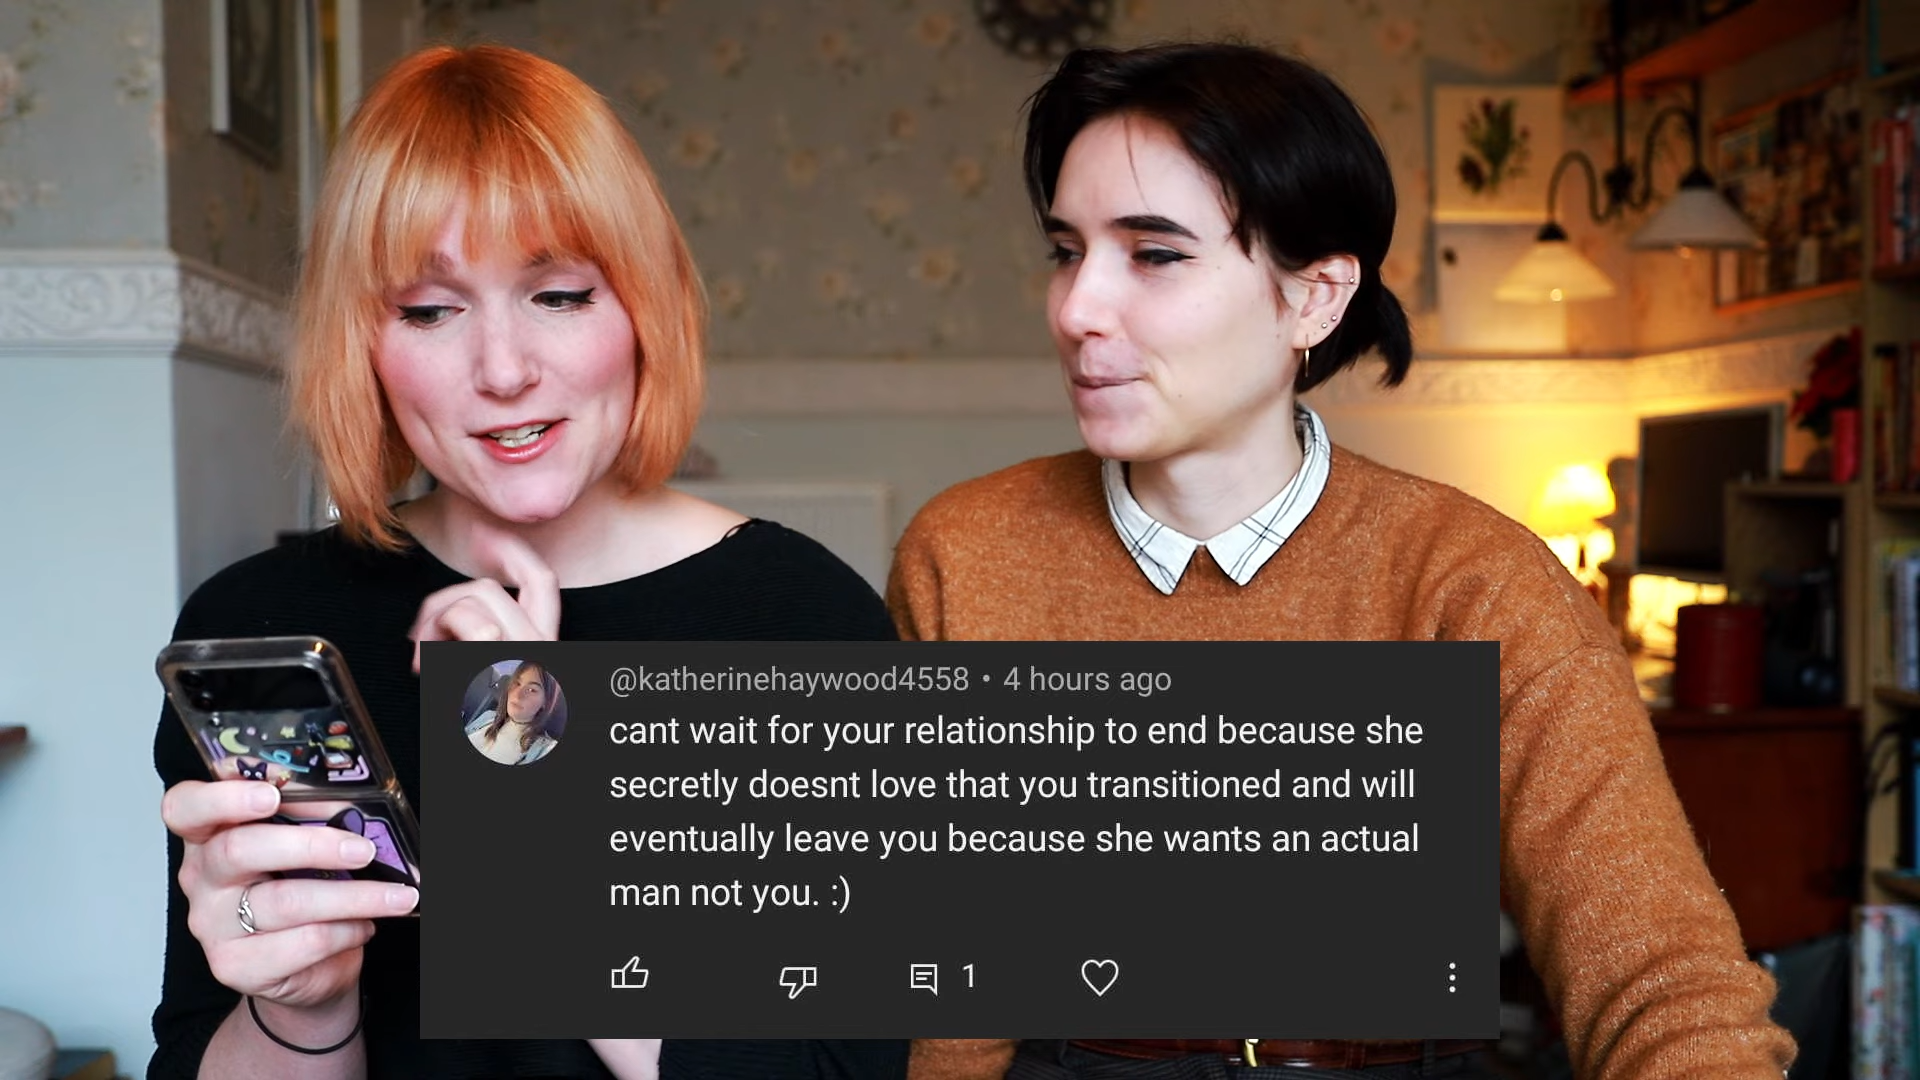 @katherinehaywood4558 • 4 hours ago
cant wait for your relationship to end because she
secretly doesnt love that you transitioned and will
eventually leave you because she wants an actual
man not you. :)
1